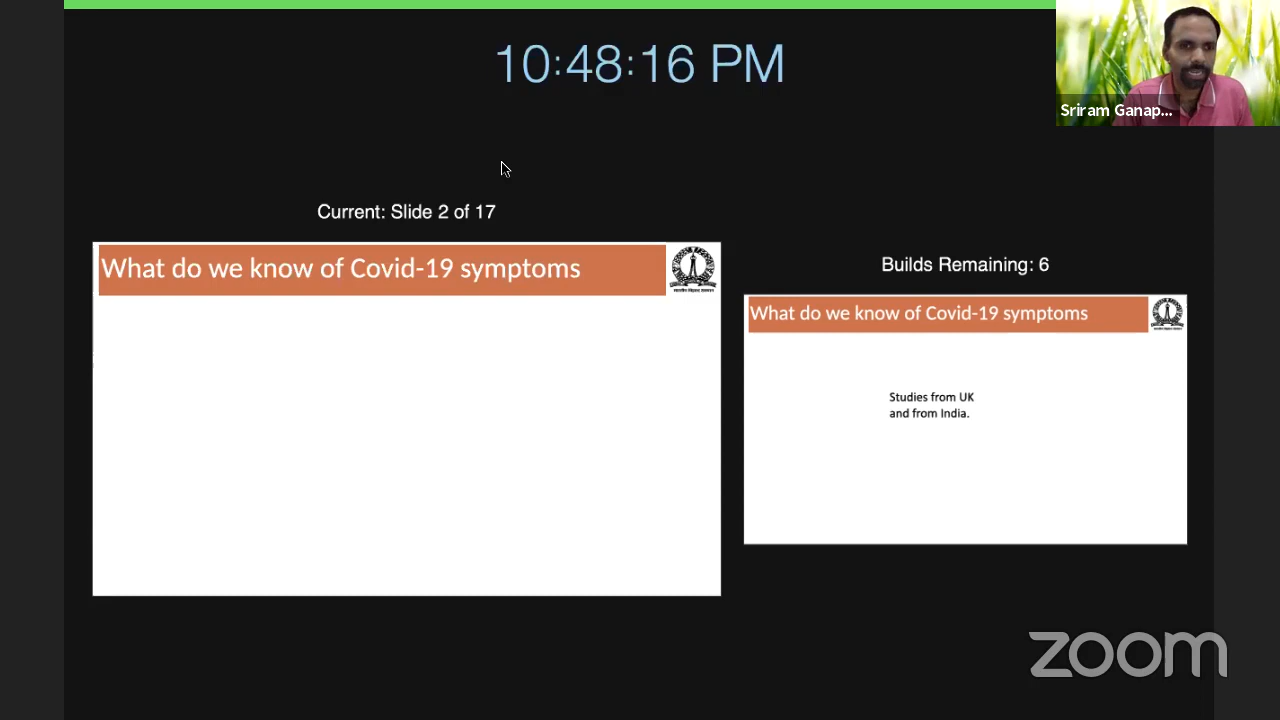 10:48:16 PM
Sriram Ganap...
Current: Slide 2 of 17
What do we know of Covid-19 symptoms
Builds Remaining: 6
What do we know of Covid-19 symptoms
Studies from UK
and from India.
zoom